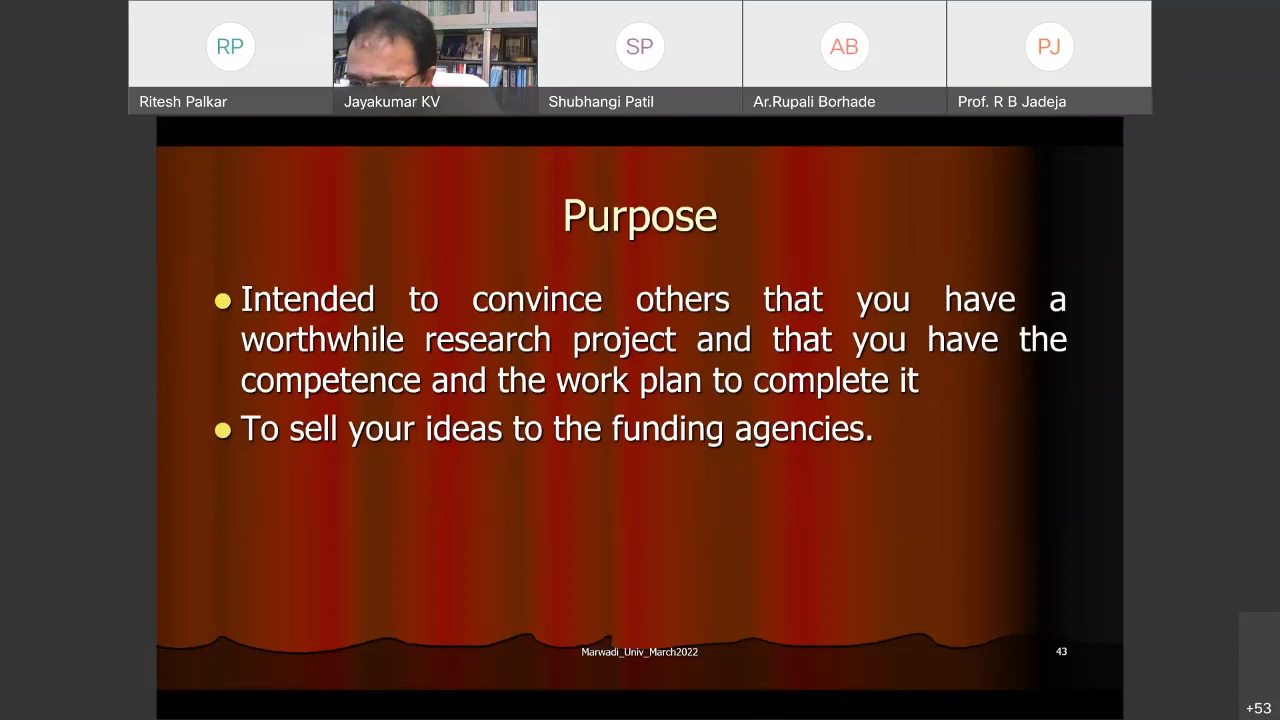 RP
SP
AB
PJ
Ritesh Palkar
Jayakumar KV
Shubhangi Patil
Ar.Rupali Borhade
Prof. R B Jadeja
Purpose
Intended to convince others that you have a
worthwhile research project and that you have the
competence and the work plan to complete it
To sell your ideas to the funding agencies.
Marwadi_Univ_March2022
43
+53